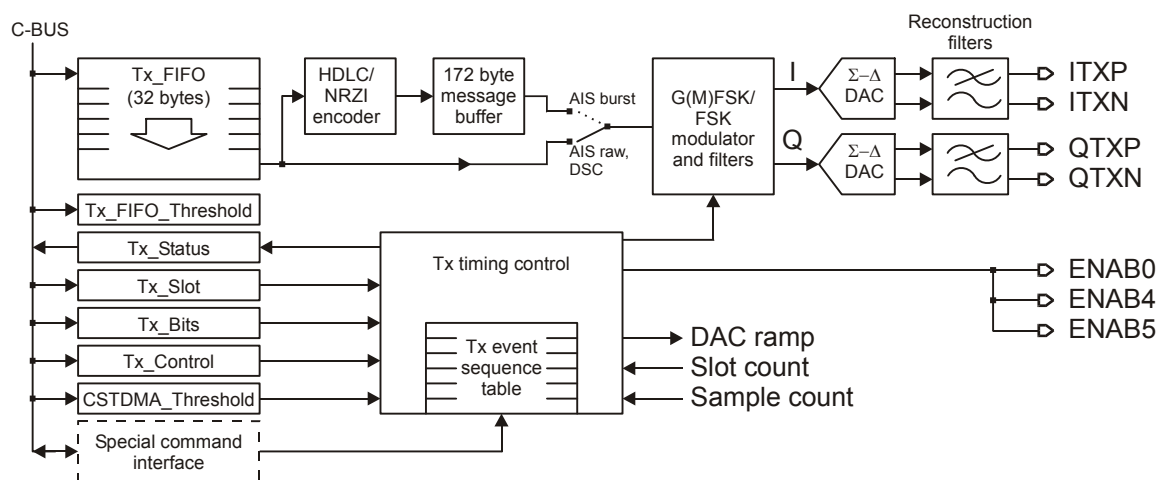 C-BUS
Tx_FIFO
(32 bytes)
HDLC/
NRZI
encoder
172 byte
message
buffer
AIS burst
AIS raw,
DSC
G(M)FSK/
FSK
modulator
and filters
I
Q
Σ-Δ
DAC
Σ-Δ
DAC
Reconstruction
filters
ITXP
ITXN
QTXP
QTXN
Tx_FIFO_Threshold
Tx_Status
Tx_Slot
Tx_Bits
Tx_Control
CSTDMA_Threshold
Special command
interface
Tx timing control
Tx event
sequence
table
ENAB0
ENAB4
ENAB5
DAC ramp
Slot count
Sample count